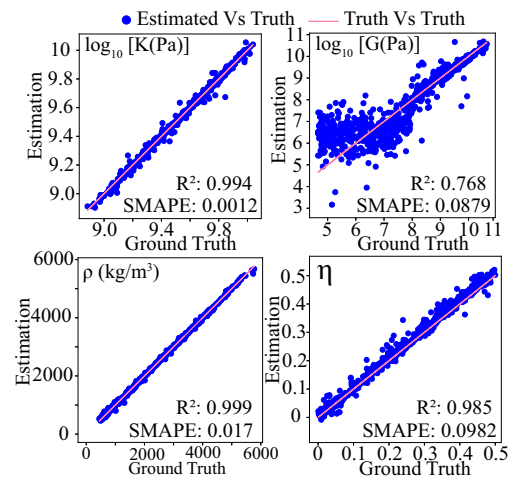 Estimated Vs Truth Truth Vs Truth
log₁₀ [K(Pa)]
10.0
9.8
9.6
9.4
9.2
9.0
Estimation
R²: 0.994
SMAPE: 0.0012
9.0 9.4 9.8
Ground Truth
log₁₀ [G(Pa)]
11
10
9
8
7
6
5
4
3
Estimation
R²: 0.768
SMAPE: 0.0879
5 6 7 8 9 10 11
Ground Truth
ρ (kg/m³)
6000
4000
2000
0
Estimation
R²: 0.999
SMAPE: 0.017
0 2000 4000 6000
Ground Truth
η
0.5
0.4
0.3
0.2
0.1
0
Estimation
R²: 0.985
SMAPE: 0.0982
0 0.1 0.2 0.3 0.4 0.5
Ground Truth